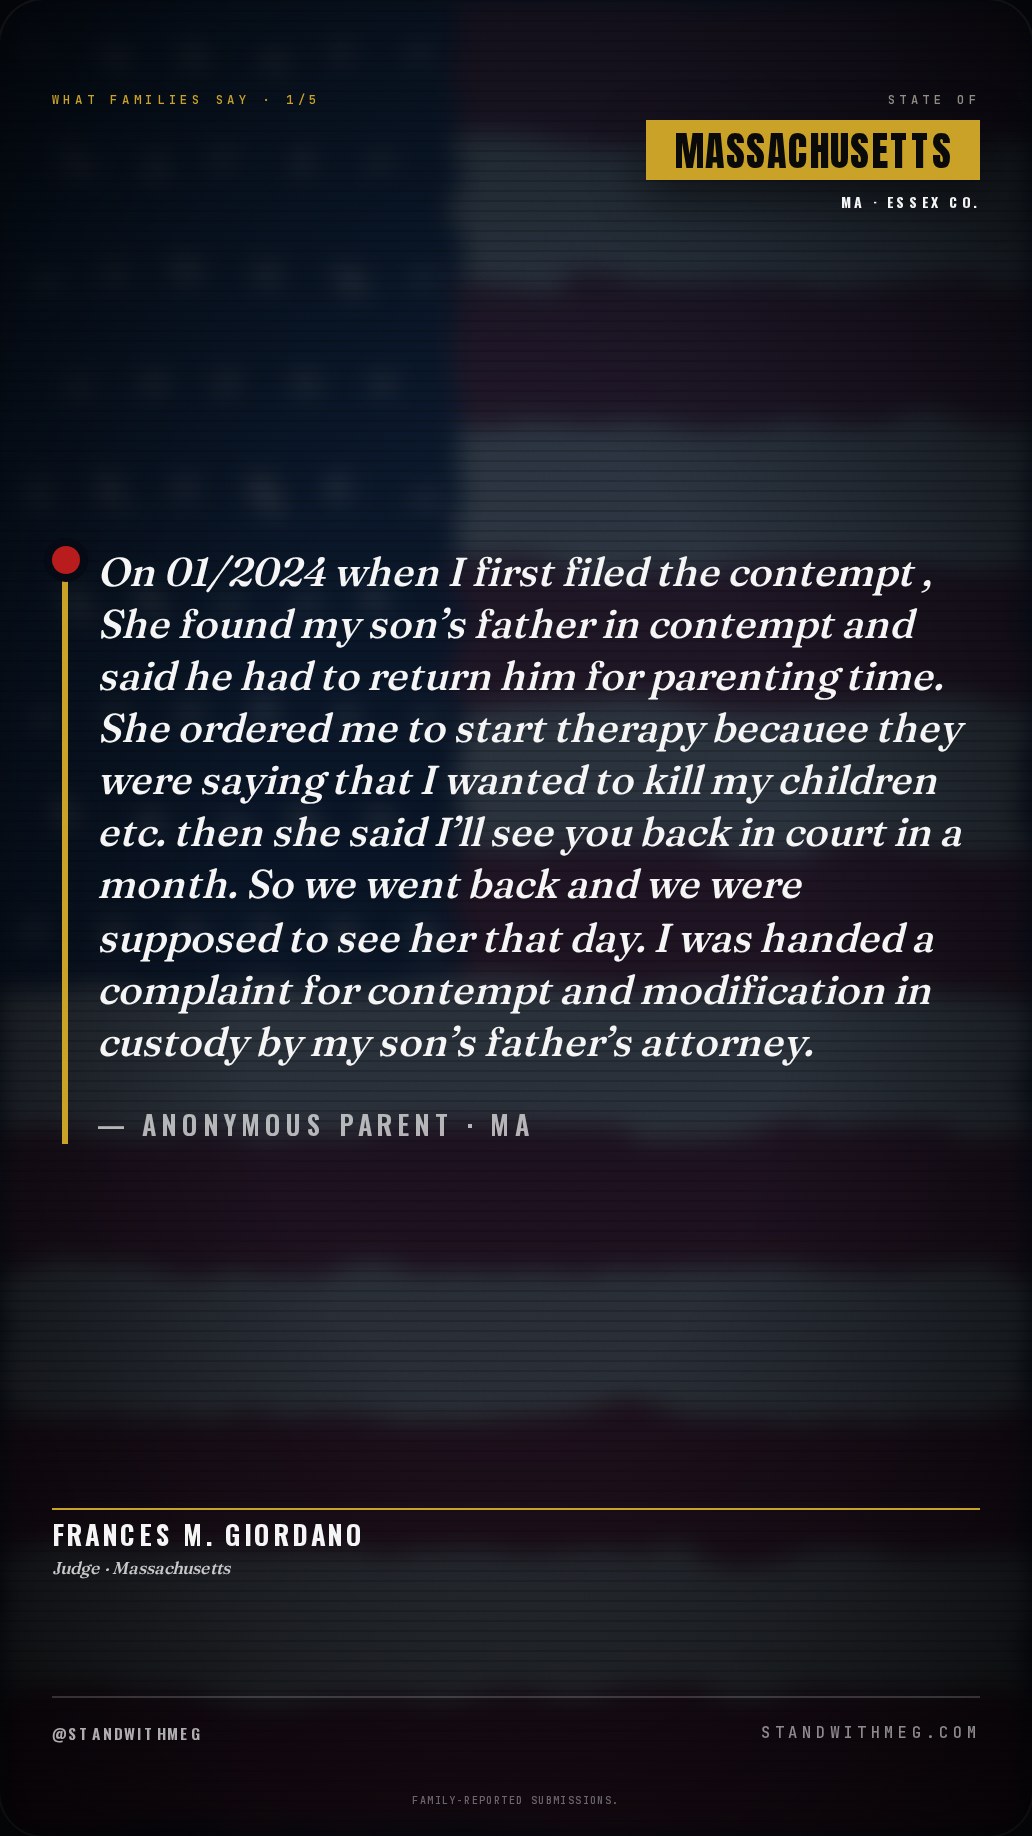 WHAT FAMILIES SAY · 1/5
STATE OF
MASSACHUSETTS
MA · ESSEX CO.
On 01/2024 when I first filed the contempt ,
She found my son’s father in contempt and
said he had to return him for parenting time.
She ordered me to start therapy becauee they
were saying that I wanted to kill my children
etc. then she said I’ll see you back in court in a
month. So we went back and we were
supposed to see her that day. I was handed a
complaint for contempt and modification in
custody by my son’s father’s attorney.
— ANONYMOUS PARENT · MA
FRANCES M. GIORDANO
Judge · Massachusetts
@STANDWITHMEG
STANDWITHMEG.COM
FAMILY-REPORTED SUBMISSIONS.